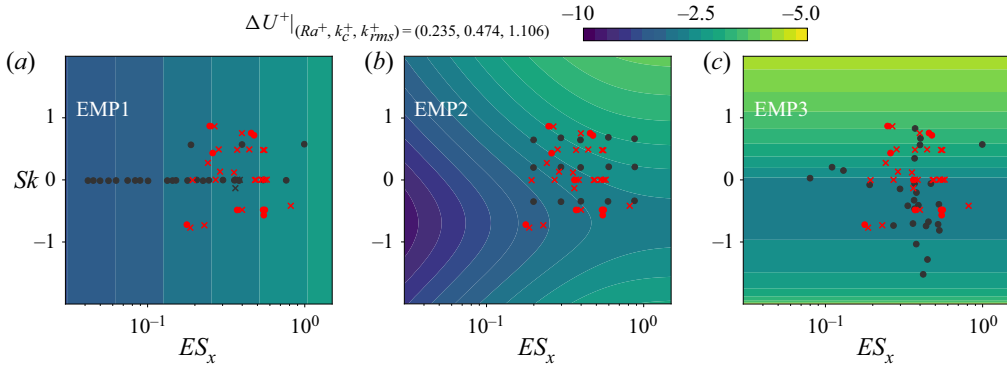 ΔU⁺|(Ra⁺, k_c⁺, k_rms⁺) = (0.235, 0.474, 1.106)
−10 −2.5 −5.0
(a) (b) (c)
EMP1 EMP2 EMP3
1 1 1
Sk 0 0 0
−1 −1 −1
10⁻¹ 10⁰ 10⁻¹ 10⁰ 10⁻¹ 10⁰
ES_x ES_x ES_x